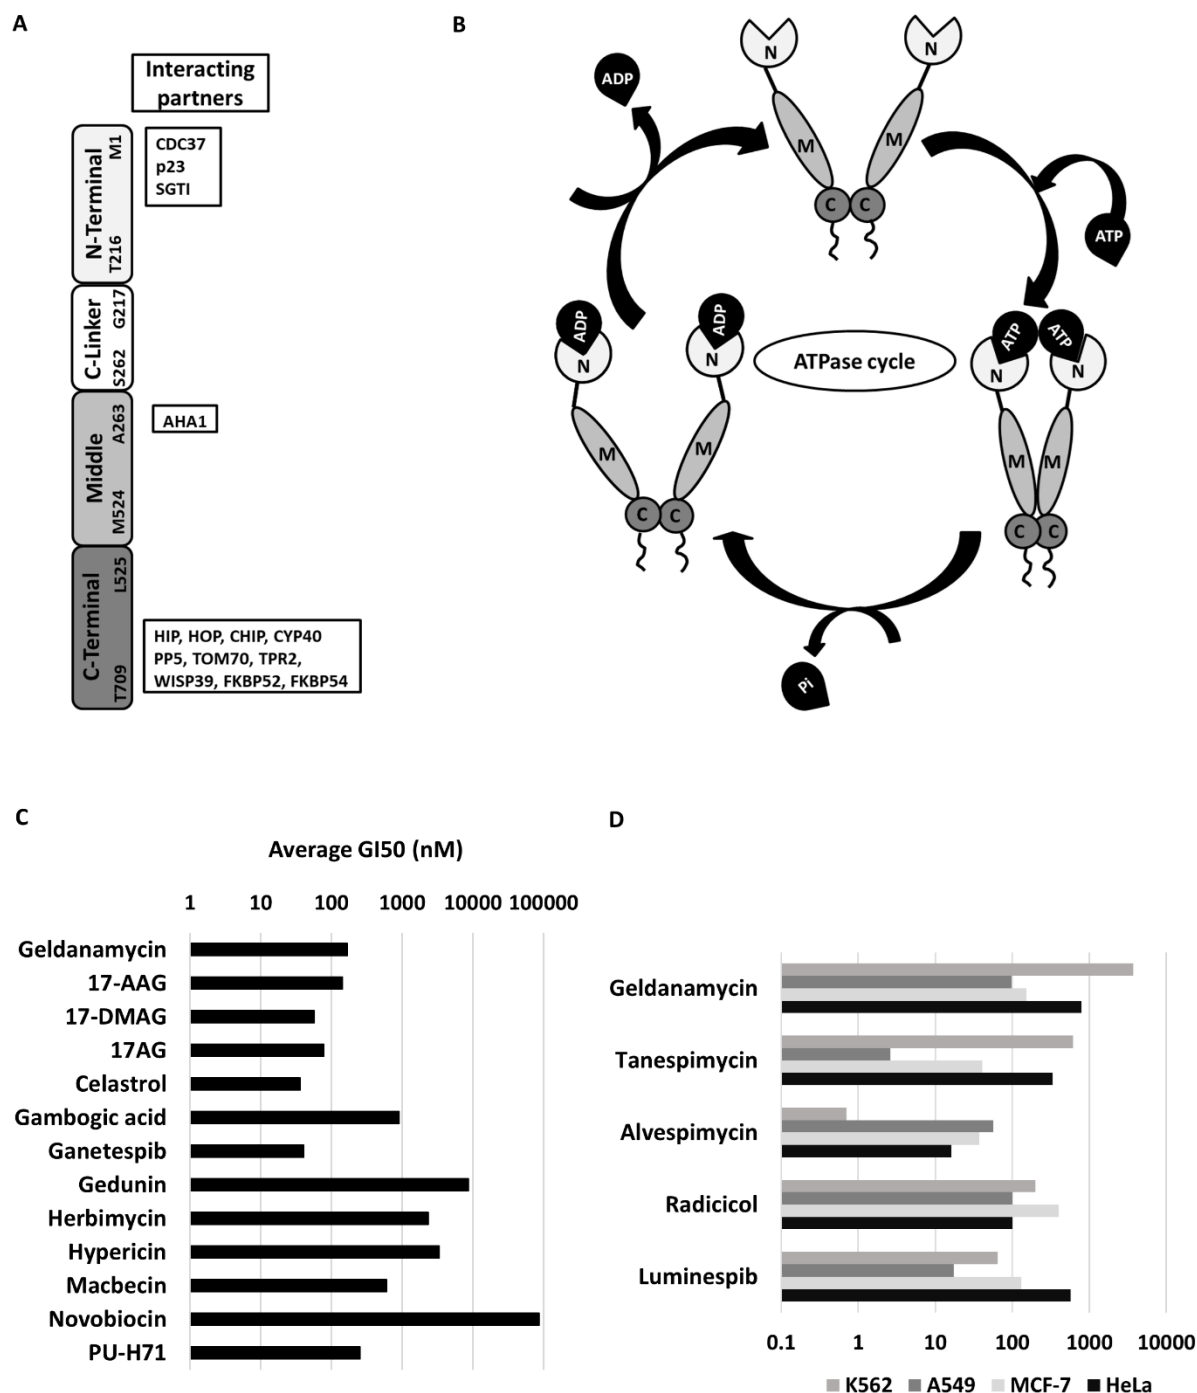 A
Interacting
partners
N-Terminal
M1
T216
CDC37
p23
SGTI
C-Linker
G217
S262
Middle
A263
M524
AHA1
C-Terminal
L525
T709
HIP, HOP, CHIP, CYP40
PP5, TOM70, TPR2,
WISP39, FKBP52, FKBP54
B
N
N
M
M
C
C
ADP
ATP
ADP
ADP
N
N
M
M
C
C
ATPase cycle
ATP
ATP
N
N
M
M
C
C
Pi
C
Average GI50 (nM)
1 10 100 1000 10000 100000
Geldanamycin
17-AAG
17-DMAG
17AG
Celastrol
Gambogic acid
Ganetespib
Gedunin
Herbimycin
Hypericin
Macbecin
Novobiocin
PU-H71
D
Geldanamycin
Tanespimycin
Alvespimycin
Radicicol
Luminespib
0.1 1 10 100 1000 10000
K562 A549 MCF-7 HeLa